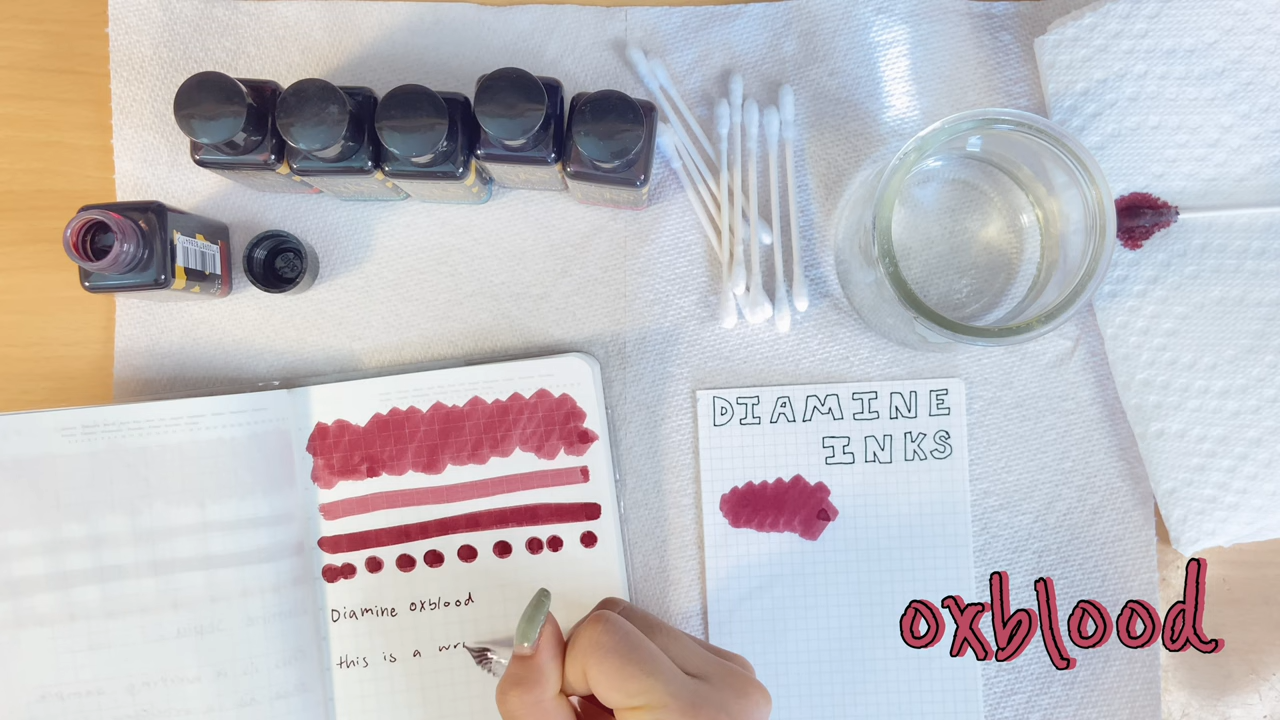 DIAMINE
INKS
Diamine oxblood
this is a
oxblood